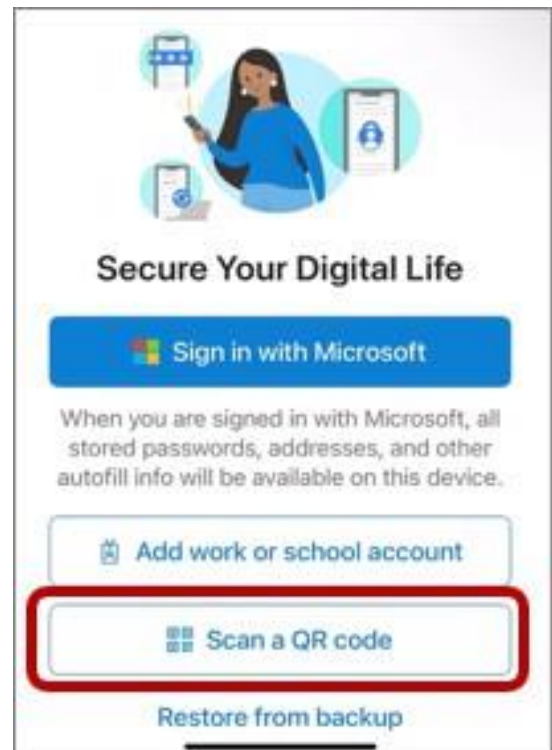 Secure Your Digital Life
Sign in with Microsoft
When you are signed in with Microsoft, all
stored passwords, addresses, and other
autofill info will be available on this device.
Add work or school account
Scan a QR code
Restore from backup